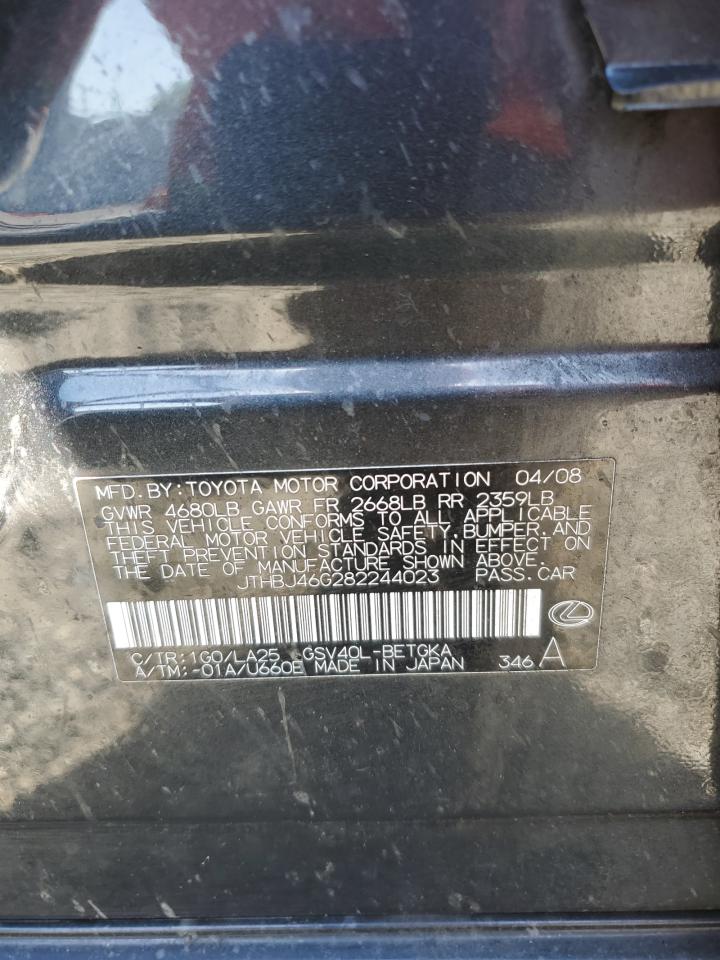 MFD. BY: TOYOTA MOTOR CORPORATION 04/08
GVWR 4680LB GAWR FR 2668LB RR 2359LB
THIS VEHICLE CONFORMS TO ALL APPLICABLE
FEDERAL MOTOR VEHICLE SAFETY, BUMPER, AND
THEFT PREVENTION STANDARDS IN EFFECT ON
THE DATE OF MANUFACTURE SHOWN ABOVE.
JTHBJ46G282244023 PASS. CAR
C/TR: 1G0/LA25 GSV40L-BETGKA
A/TM: -01A/U660E MADE IN JAPAN 346 A